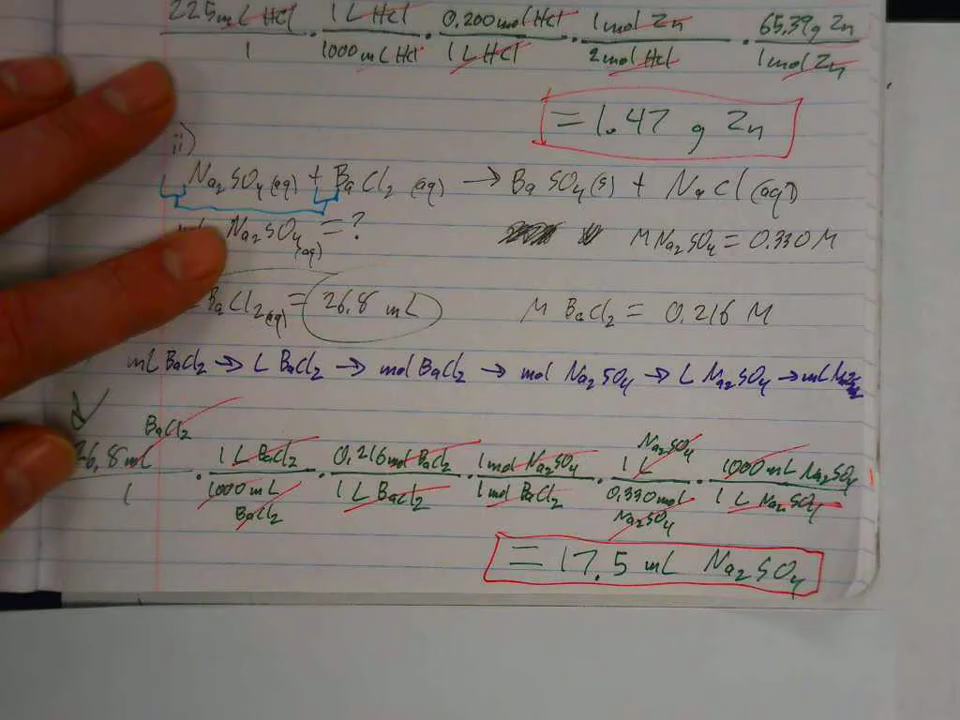 225 mL HCl / 1 · 1 L HCl / 1000 mL HCl · 0.200 mol HCl / 1 L HCl · 1 mol Zn / 2 mol HCl · 65.39 g Zn / 1 mol Zn
= 1.47 g Zn
ii)
Na2SO4(aq) + BaCl2(aq) → BaSO4(s) + NaCl(aq)
Na2SO4(aq) = ? M Na2SO4 = 0.330 M
BaCl2(aq) = 26.8 mL M BaCl2 = 0.216 M
mL BaCl2 → L BaCl2 → mol BaCl2 → mol Na2SO4 → L Na2SO4 → mL
26.8 mL BaCl2 / 1 · 1 L BaCl2 / 1000 mL BaCl2 · 0.216 mol BaCl2 / 1 L BaCl2 · 1 mol Na2SO4 / 1 mol BaCl2 · 1 L Na2SO4 / 0.330 mol Na2SO4 · 1000 mL Na2SO4 / 1 L Na2SO4
= 17.5 mL Na2SO4